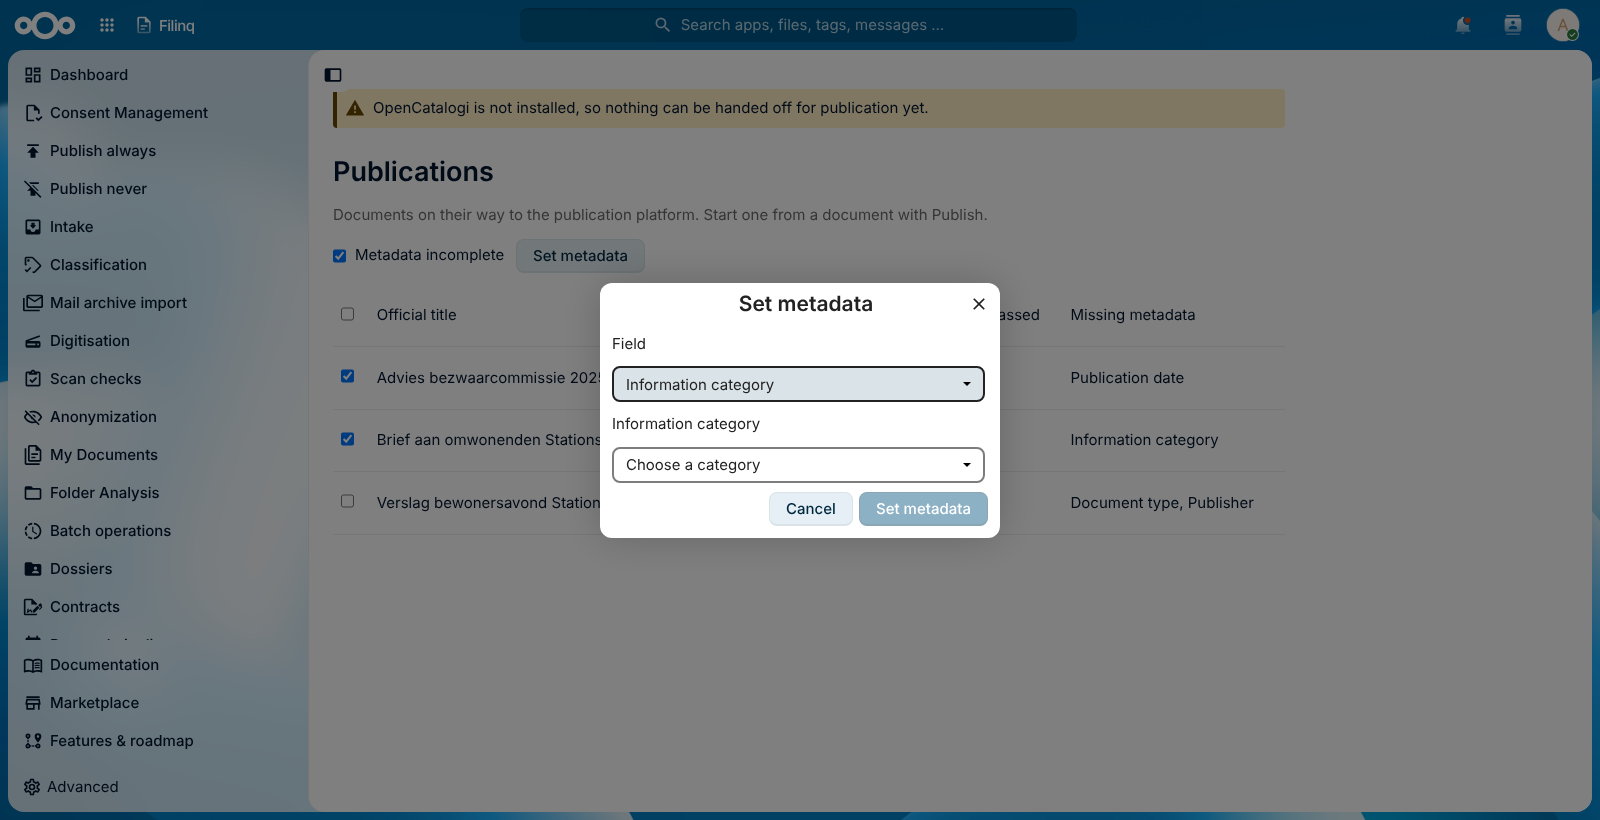 Filinq
Search apps, files, tags, messages ...
A
Dashboard
Consent Management
Publish always
Publish never
Intake
Classification
Mail archive import
Digitisation
Scan checks
Anonymization
My Documents
Folder Analysis
Batch operations
Dossiers
Contracts
Documentation
Marketplace
Features & roadmap
Advanced
OpenCatalogi is not installed, so nothing can be handed off for publication yet.
Publications
Documents on their way to the publication platform. Start one from a document with Publish.
Metadata incomplete
Set metadata
Official title
Missing metadata
Advies bezwaarcommissie 2025
Publication date
Brief aan omwonenden Stations
Information category
Verslag bewonersavond Station
Document type, Publisher
Set metadata
Field
Information category
Information category
Choose a category
Cancel
Set metadata